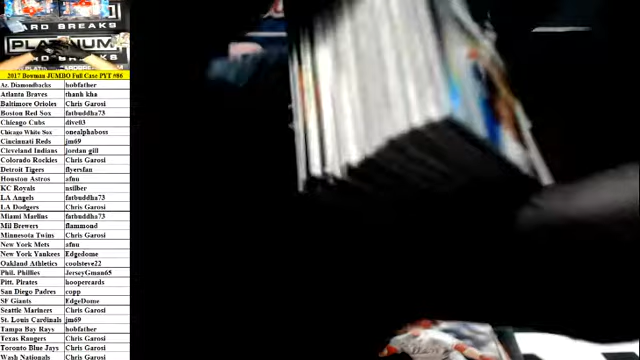 ARD BREAKS
PLATINUM
RD BREAKS
2017 Bowman JUMBO Full Case PYT #86
Az. Diamondbacks bobfather
Atlanta Braves thanh kha
Baltimore Orioles Chris Garosi
Boston Red Sox fatbuddha73
Chicago Cubs dive03
Chicago White Sox onealphaboss
Cincinnati Reds jm69
Cleveland Indians jordan gill
Colorado Rockies Chris Garosi
Detroit Tigers flyersfan
Houston Astros afnu
KC Royals nsilber
LA Angels fatbuddha73
LA Dodgers Chris Garosi
Miami Marlins fatbuddha73
Mil Brewers flammond
Minnesota Twins Chris Garosi
New York Mets afnu
New York Yankees Edgedome
Oakland Athletics coolsteve22
Phil. Phillies JerseyGman65
Pitt. Pirates hoopercards
San Diego Padres copp
SF Giants EdgeDome
Seattle Mariners Chris Garosi
St. Louis Cardinals jm69
Tampa Bay Rays bobfather
Texas Rangers Chris Garosi
Toronto Blue Jays Chris Garosi
Wash Nationals Chris Garosi